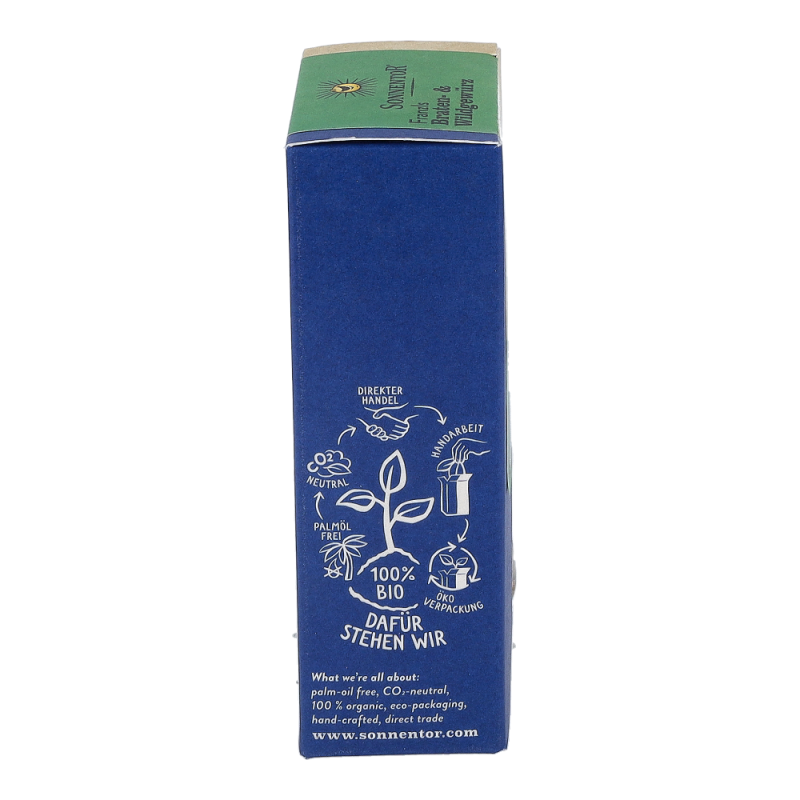 SONNENTOR
Frards
Braten- &
Wildgewürz
DIREKTER
HANDEL
HANDARBEIT
CO2
NEUTRAL
PALMÖL
FREI
ÖKO
VERPACKUNG
100%
BIO
DAFÜR
STEHEN WIR
What we're all about:
palm-oil free, CO₂-neutral,
100 % organic, eco-packaging,
hand-crafted, direct trade
www.sonnentor.com